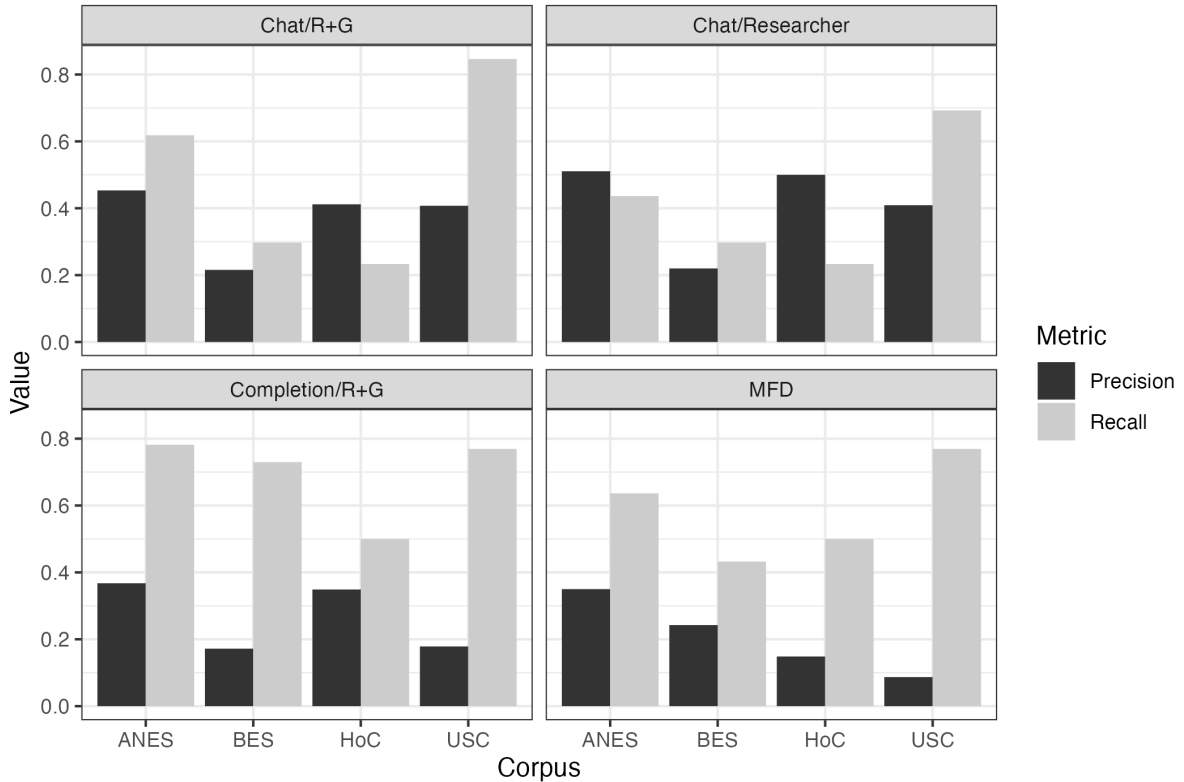 Chat/R+G
Chat/Researcher
0.8
0.6
0.4
0.2
0.0
Completion/R+G
MFD
0.8
0.6
0.4
0.2
0.0
ANES BES HoC USC
ANES BES HoC USC
Value
Corpus
Metric
Precision
Recall